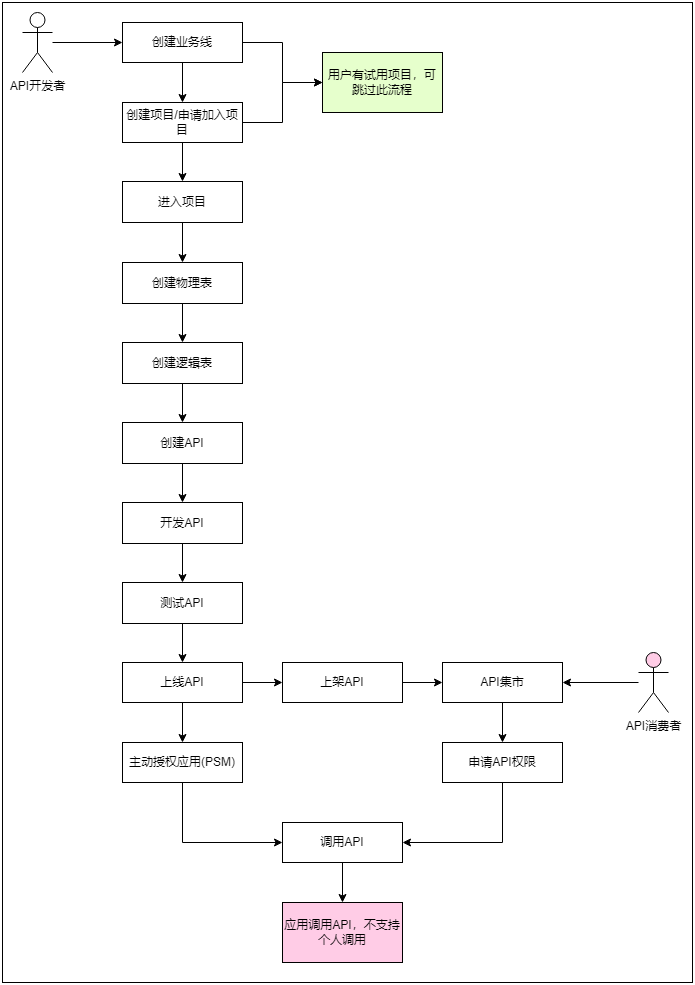 API开发者
创建业务线
用户有试用项目，可
跳过此流程
创建项目/申请加入项
目
进入项目
创建物理表
创建逻辑表
创建API
开发API
测试API
上线API
上架API
API集市
API消费者
主动授权应用(PSM)
申请API权限
调用API
应用调用API，不支持
个人调用